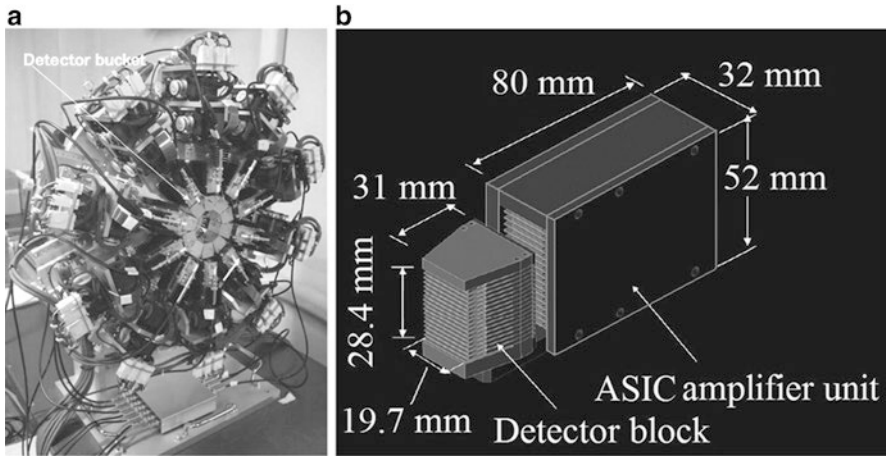 a
Detector bucket
b
80 mm
32 mm
31 mm
52 mm
28.4 mm
19.7 mm
ASIC amplifier unit
Detector block